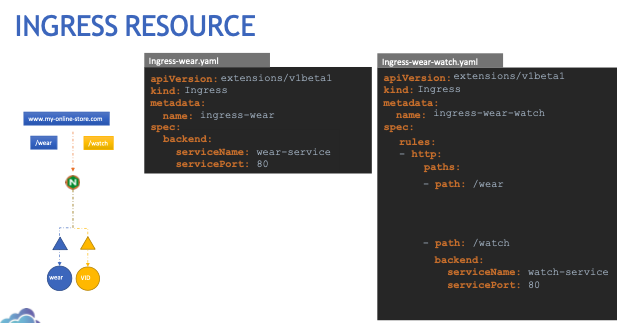 INGRESS RESOURCE
Ingress-wear.yaml
apiVersion: extensions/v1beta1
kind: Ingress
metadata:
name: ingress-wear
spec:
backend:
serviceName: wear-service
servicePort: 80
Ingress-wear-watch.yaml
apiVersion: extensions/v1beta1
kind: Ingress
metadata:
name: ingress-wear-watch
spec:
rules:
- http:
paths:
- path: /wear
- path: /watch
backend:
serviceName: watch-service
servicePort: 80
www.my-online-store.com
/wear
/watch
N
wear
VID